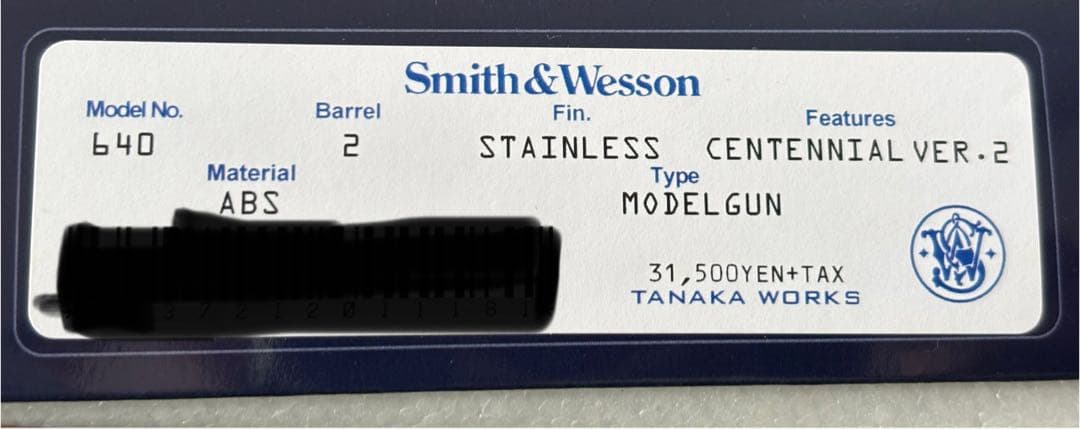 Smith & Wesson
Model No. Barrel Fin. Features
640 2 STAINLESS CENTENNIAL VER.2
Material Type
ABS MODELGUN
31,500YEN+TAX
TANAKA WORKS